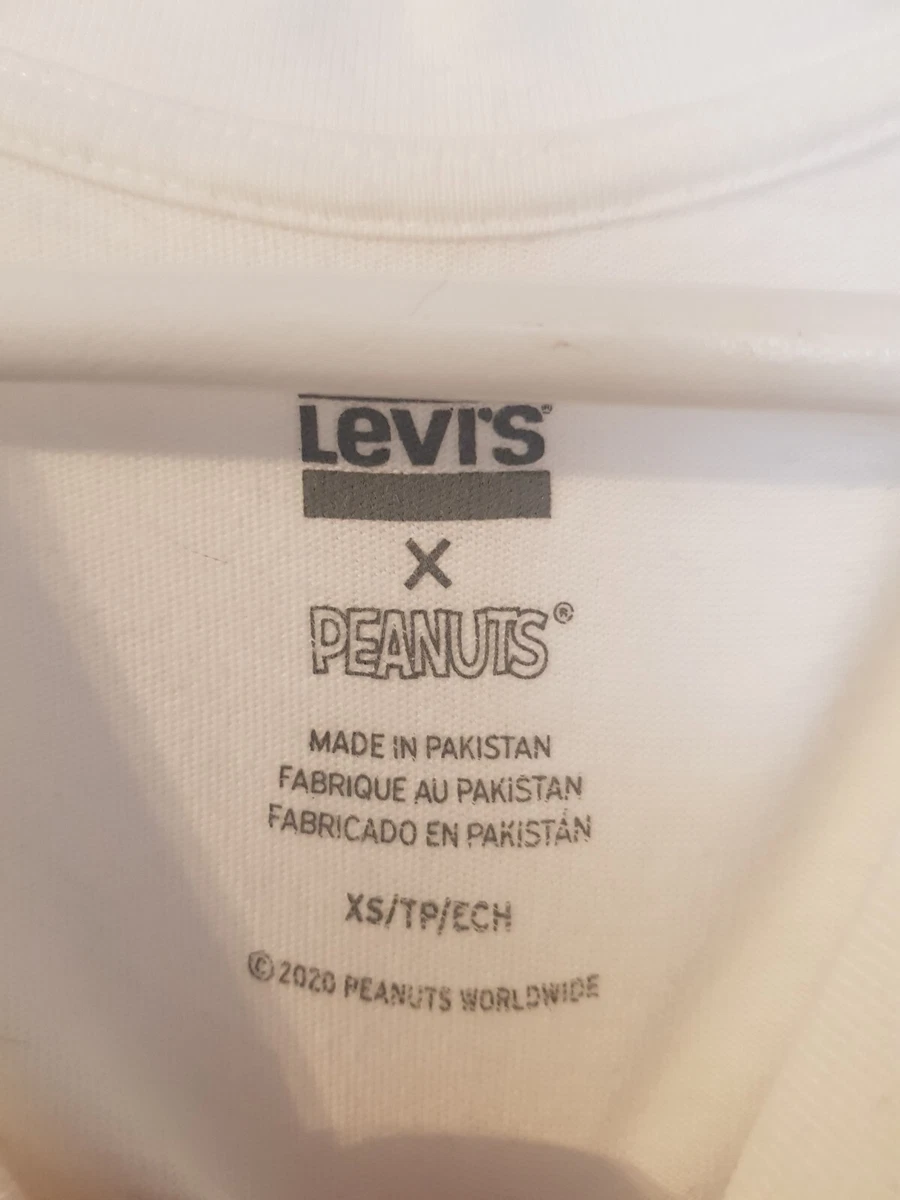 Levi's®
X
PEANUTS®
MADE IN PAKISTAN
FABRIQUE AU PAKISTAN
FABRICADO EN PAKISTÁN
XS/TP/ECH
©2020 PEANUTS WORLDWIDE